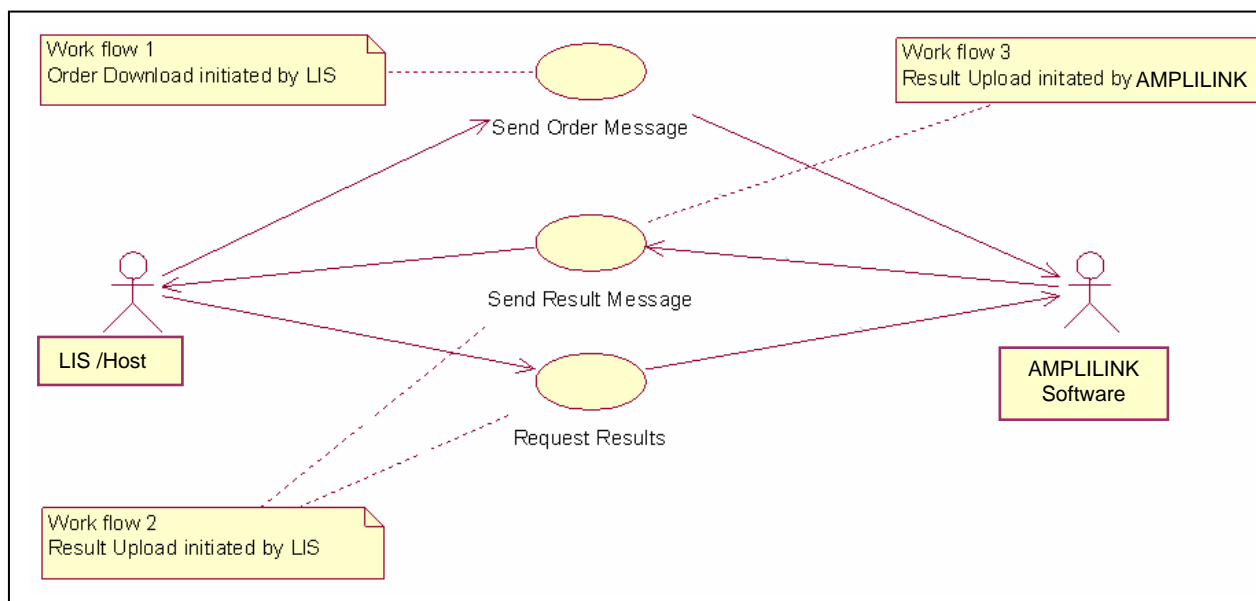 Work flow 1
Order Download initiated by LIS
Work flow 3
Result Upload initated by AMPLILINK
Send Order Message
Send Result Message
LIS /Host
AMPLILINK
Software
Request Results
Work flow 2
Result Upload initiated by LIS